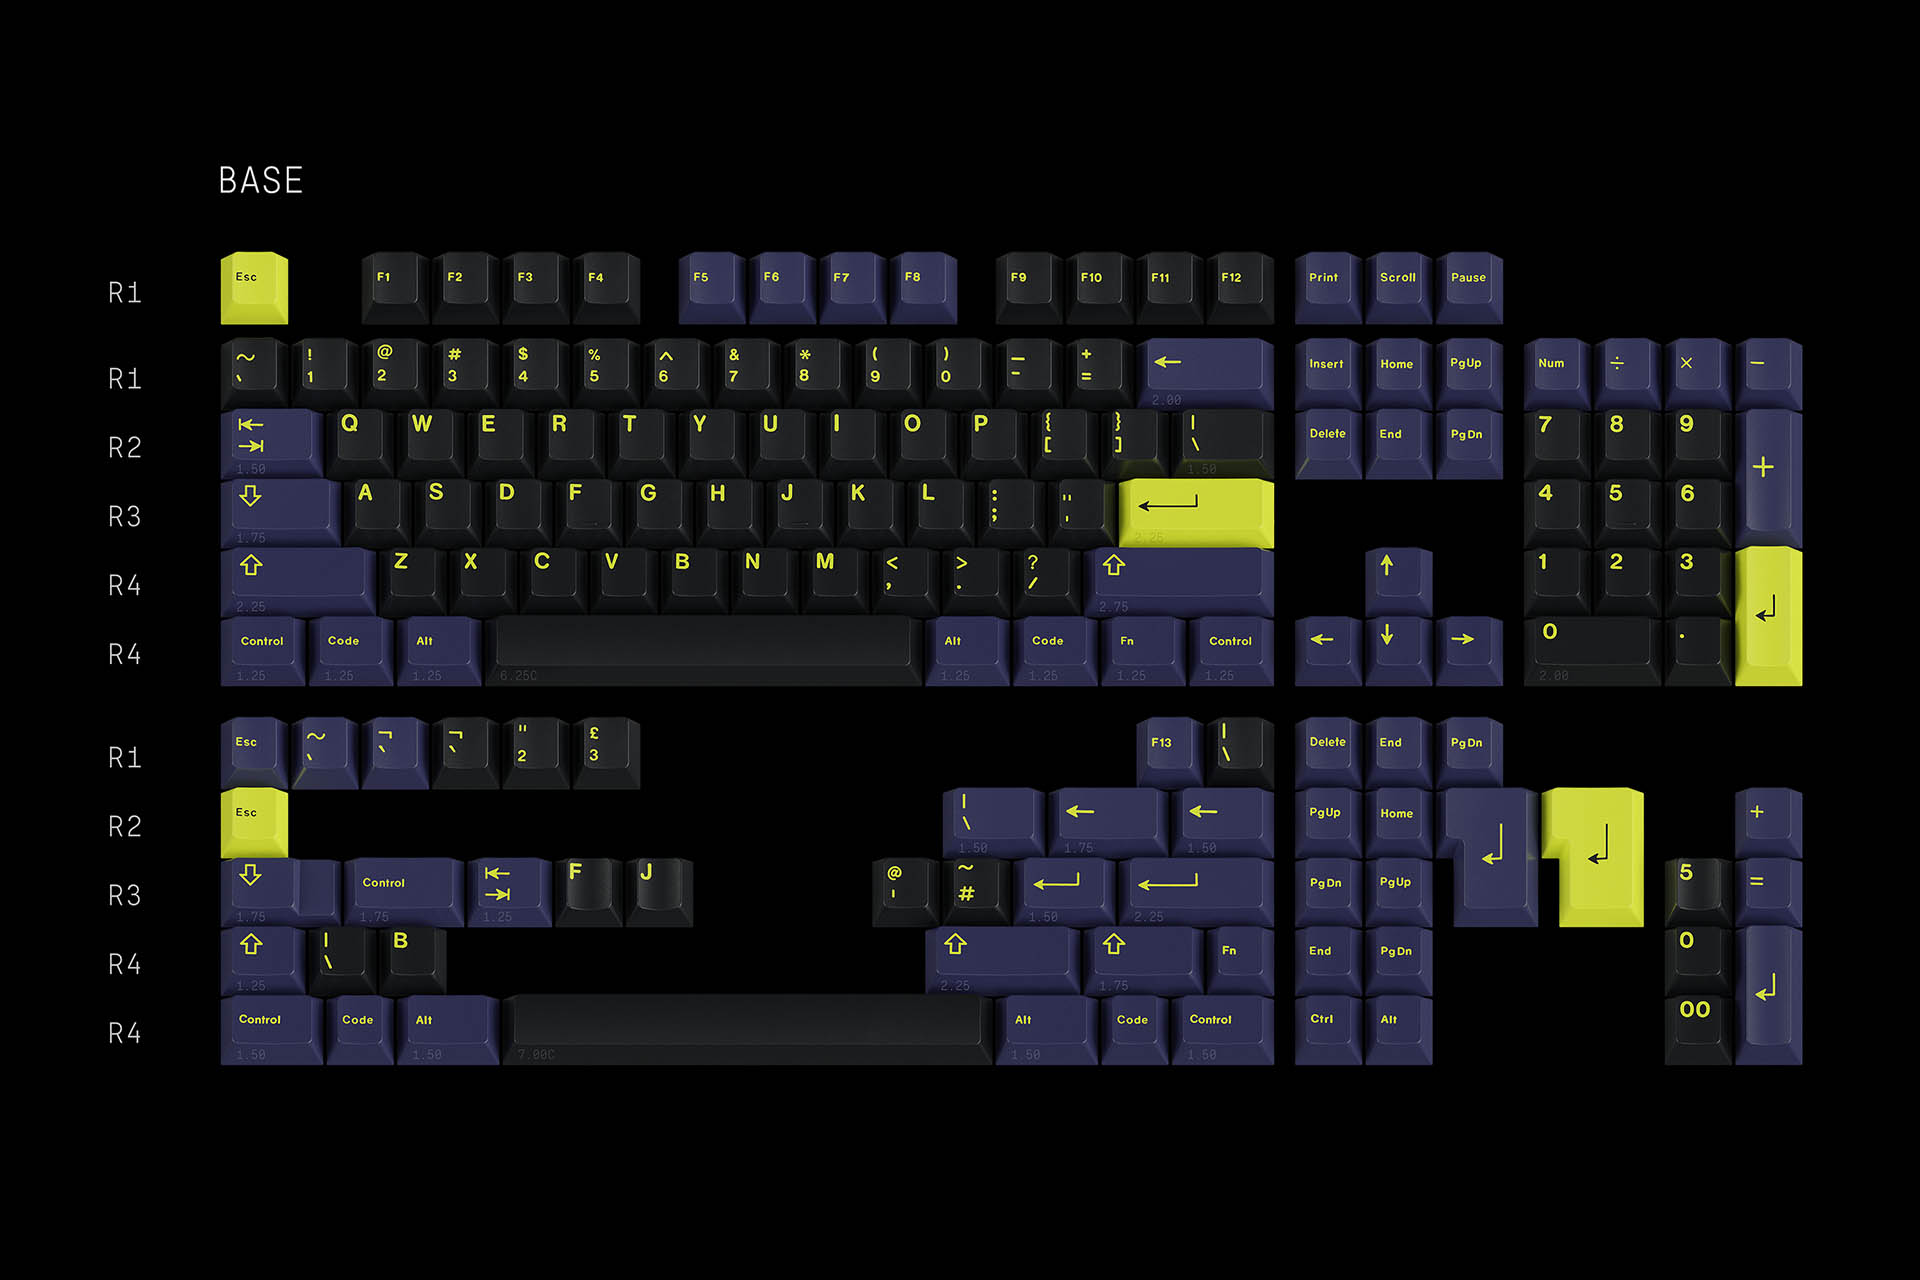 BASE
R1 Esc F1 F2 F3 F4 F5 F6 F7 F8 F9 F10 F11 F12 Print Scroll Pause
~ ! @ # $ % ^ & * ( ) _ +
R1 ` 1 2 3 4 5 6 7 8 9 0 - = ← 2.00 Insert Home PgUp Num ÷ × −
R2 ⇤ ⇥ 1.50 Q W E R T Y U I O P { [ } ] | \ 1.50 Delete End PgDn 7 8 9 +
R3 ⇩ 1.75 A S D F G H J K L : ; " ' ↵ 2.25 4 5 6
R4 ⇧ 2.25 Z X C V B N M < , > . ? / ⇧ 2.75 ↑ 1 2 3 ↵
R4 Control 1.25 Code 1.25 Alt 1.25 6.25C Alt 1.25 Code 1.25 Fn 1.25 Control 1.25 ← ↓ → 0 2.00 .
R1 Esc ~ ` ¬ ` ¬ ` " 2 £ 3 F13 | \ Delete End PgDn
R2 Esc | \ 1.50 ← 1.75 ← 1.50 PgUp Home ↵ ↵ +
R3 ⇩ 1.75 Control 1.75 ⇤ ⇥ 1.25 F J @ ' ~ # ↵ 1.50 ↵ 2.25 PgDn PgUp 5 =
R4 ⇧ 1.25 | \ B ⇧ 2.25 ⇧ 1.75 Fn End PgDn 0 ↵
R4 Control 1.50 Code Alt 1.50 7.00C Alt 1.50 Code Control 1.50 Ctrl Alt 00